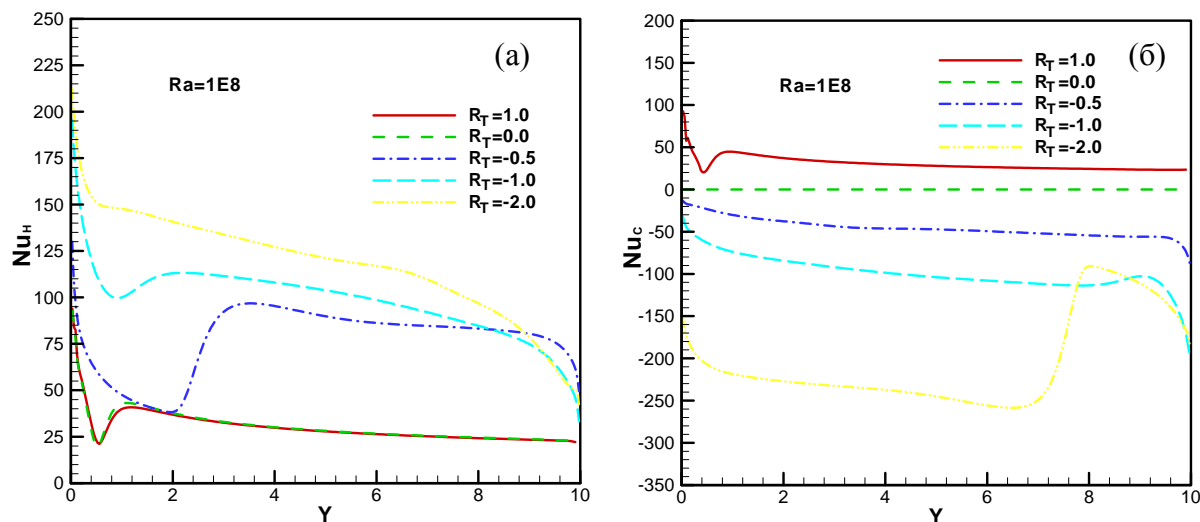 (а)
Ra=1E8
R_T=1.0
R_T=0.0
R_T=-0.5
R_T=-1.0
R_T=-2.0
Nu_H
250
225
200
175
150
125
100
75
50
25
0
0 2 4 6 8 10
Y
(б)
Ra=1E8
R_T=1.0
R_T=0.0
R_T=-0.5
R_T=-1.0
R_T=-2.0
Nu_C
200
150
100
50
0
-50
-100
-150
-200
-250
-300
-350
0 2 4 6 8 10
Y